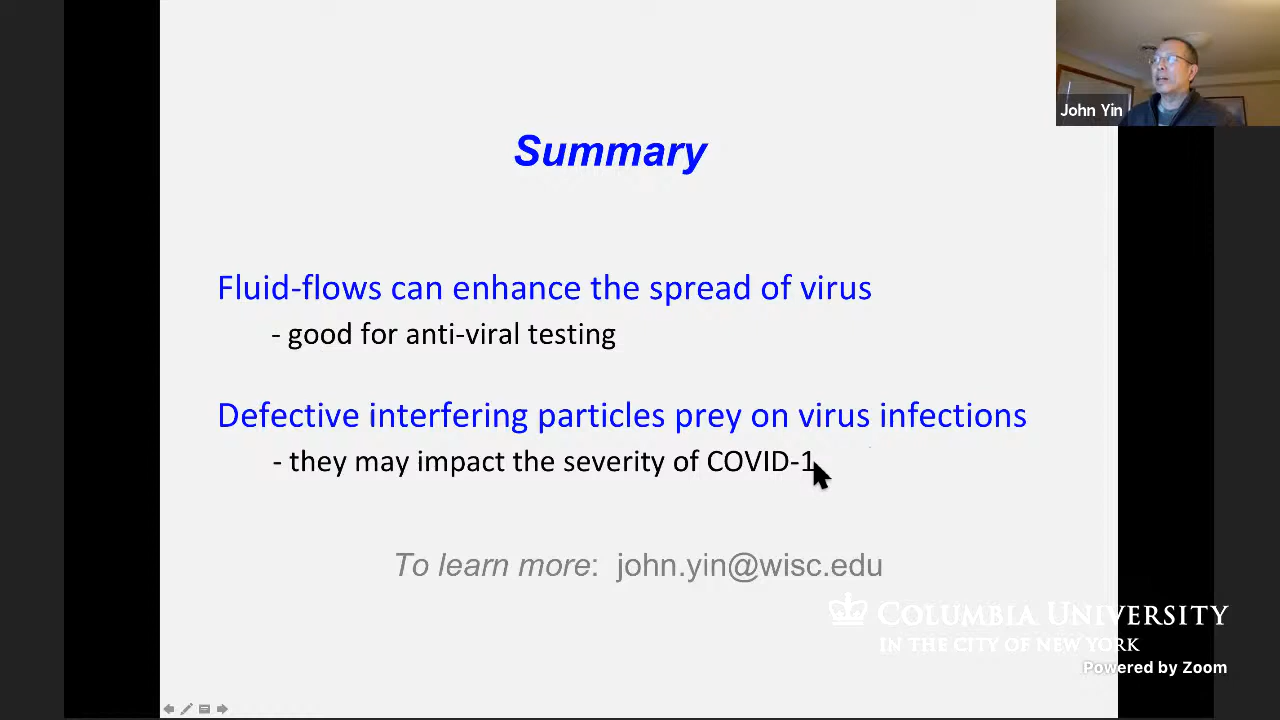 John Yin
Summary
Fluid-flows can enhance the spread of virus
- good for anti-viral testing
Defective interfering particles prey on virus infections
- they may impact the severity of COVID-1
To learn more: john.yin@wisc.edu
COLUMBIA UNIVERSITY
IN THE CITY OF NEW YORK
Powered by Zoom